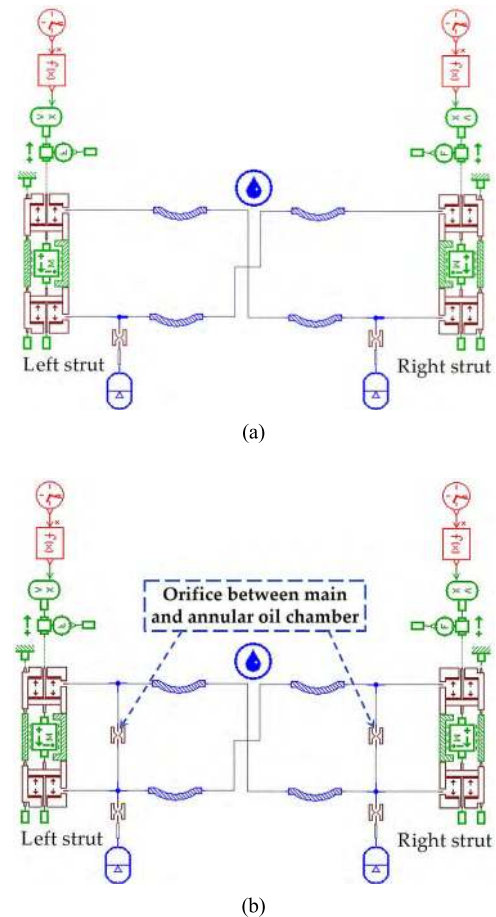 x
f(x)
x
f(x)
V X
X V
F
F
M
M
Left strut
Right strut
(a)
x
f(x)
x
f(x)
V X
X V
Orifice between main
and annular oil chamber
F
F
M
M
Left strut
Right strut
(b)